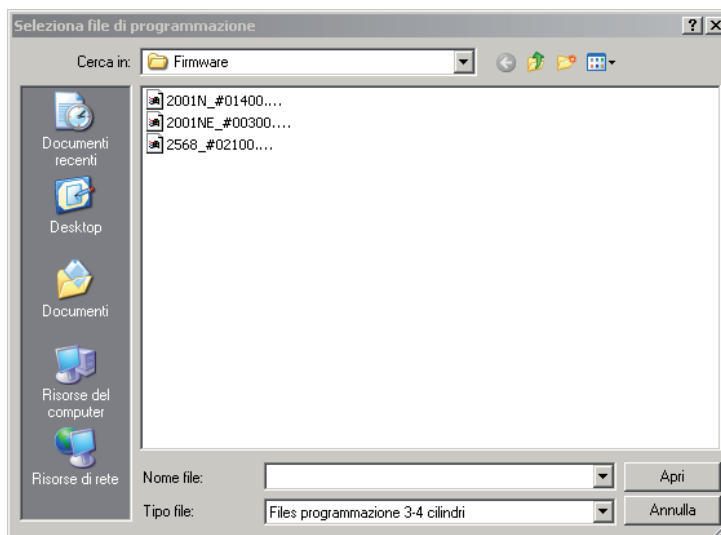 Seleziona file di programmazione
Cerca in:
Firmware
2001N_#01400....
2001NE_#00300....
2568_#02100....
Documenti
recenti
Desktop
Documenti
Risorse del
computer
Risorse di rete
Nome file:
Apri
Tipo file:
Files programmazione 3-4 cilindri
Annulla